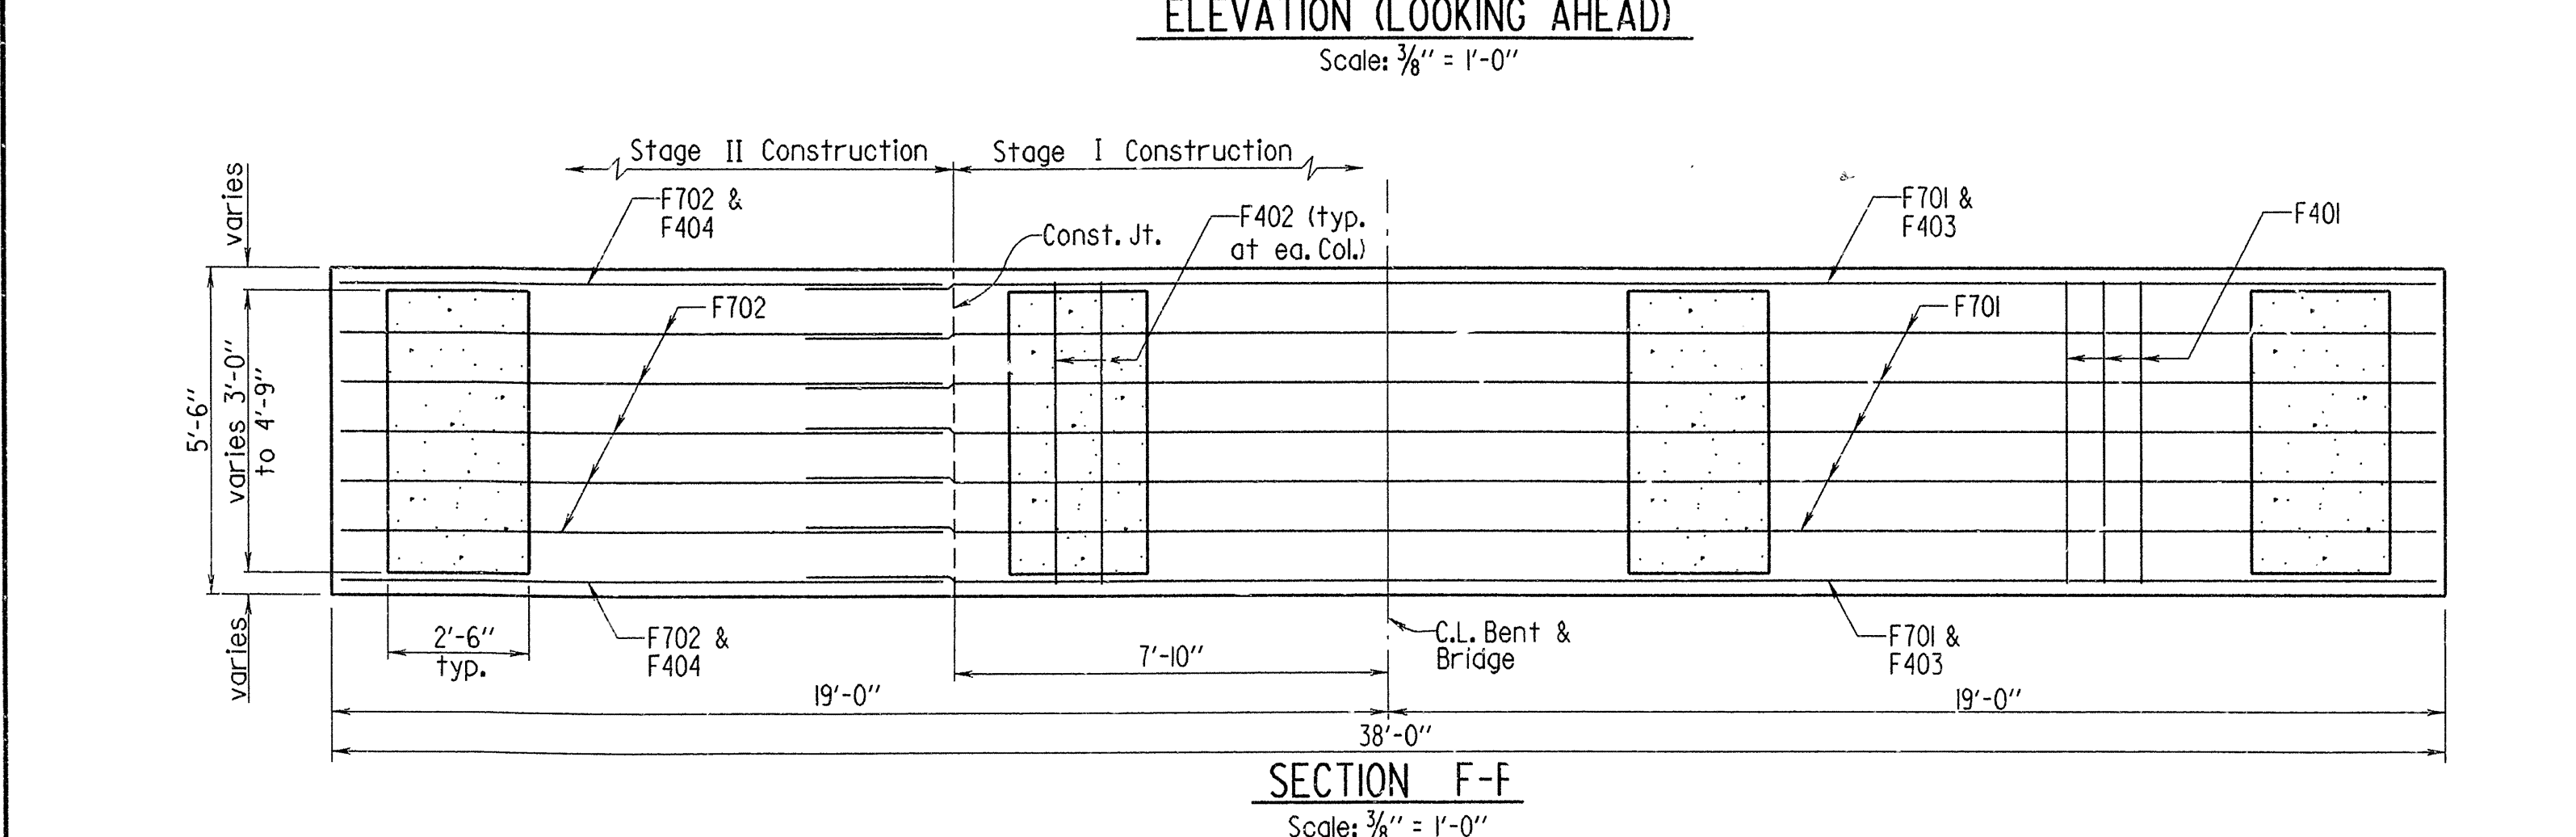 ELEVATION (LOOKING AHEAD)
Scale: 3/8" = 1'-0"
Stage II Construction
Stage I Construction
varies
F702 &
F404
Const. Jt.
F402 (typ.
at ea. Col.)
F701 &
F403
F401
F702
F701
5'-6"
varies 3'-0"
to 4'-9"
varies
2'-6"
typ.
F702 &
F404
7'-10"
C.L. Bent &
Bridge
F701 &
F403
19'-0"
19'-0"
38'-0"
SECTION F-F
Scale: 3/8" = 1'-0"